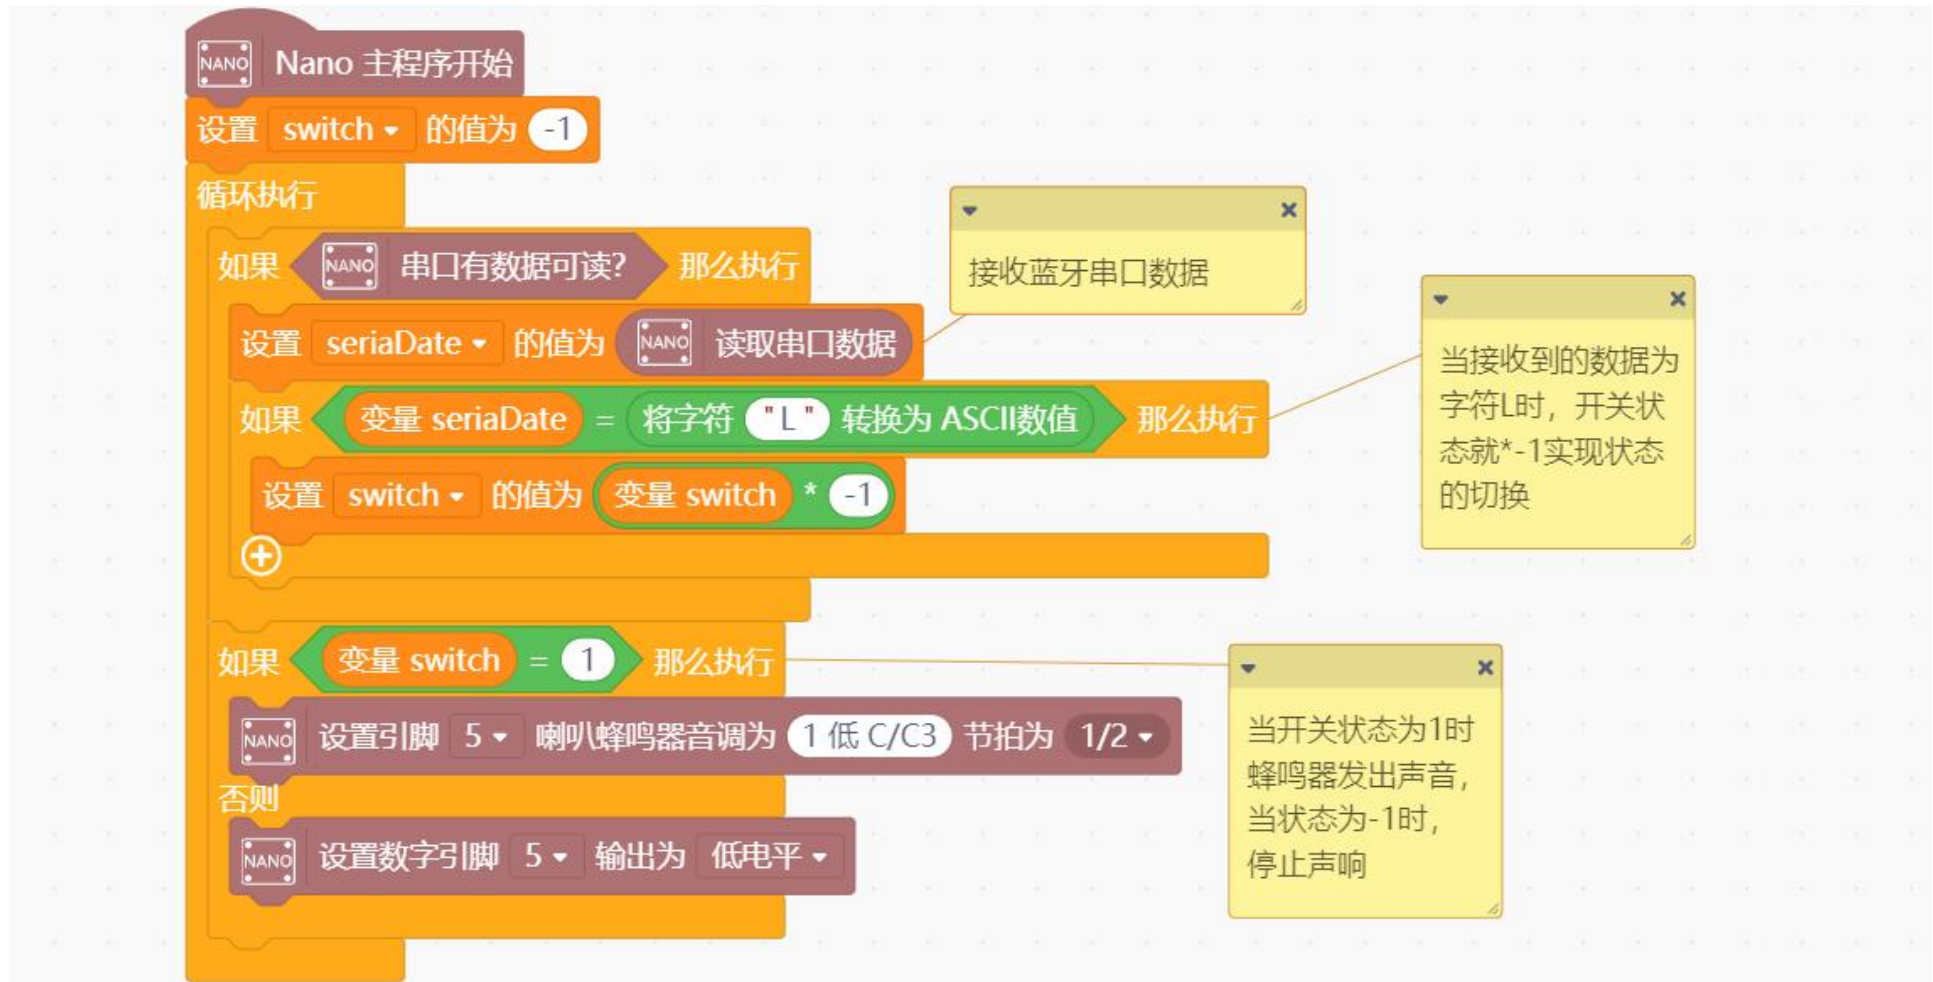 NANO Nano 主程序开始
设置 switch 的值为 -1
循环执行
如果 NANO 串口有数据可读? 那么执行
设置 seriaDate 的值为 NANO 读取串口数据
如果 变量 seriaDate = 将字符 "L" 转换为 ASCII数值 那么执行
设置 switch 的值为 变量 switch * -1
如果 变量 switch = 1 那么执行
NANO 设置引脚 5 喇叭蜂鸣器音调为 1 低 C/C3 节拍为 1/2
否则
NANO 设置数字引脚 5 输出为 低电平
接收蓝牙串口数据
当接收到的数据为
字符L时，开关状
态就*-1实现状态
的切换
当开关状态为1时
蜂鸣器发出声音，
当状态为-1时，
停止声响